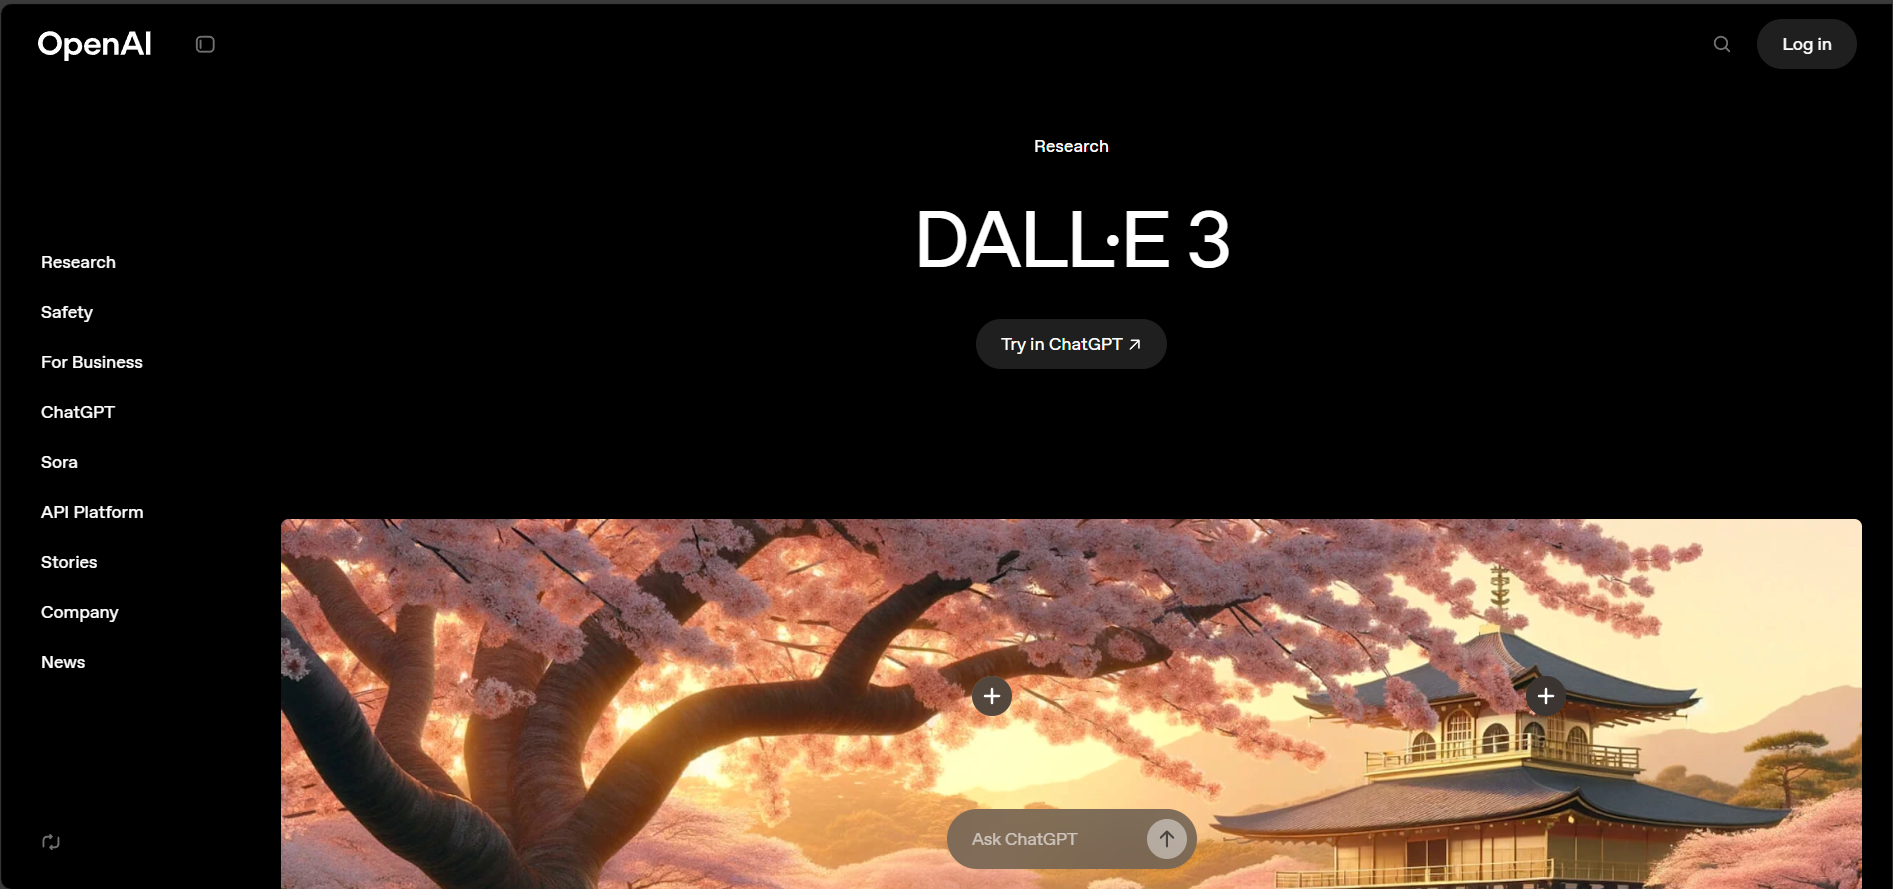 OpenAI
Log in
Research
Safety
For Business
ChatGPT
Sora
API Platform
Stories
Company
News
Research
DALL·E 3
Try in ChatGPT ↗
Ask ChatGPT